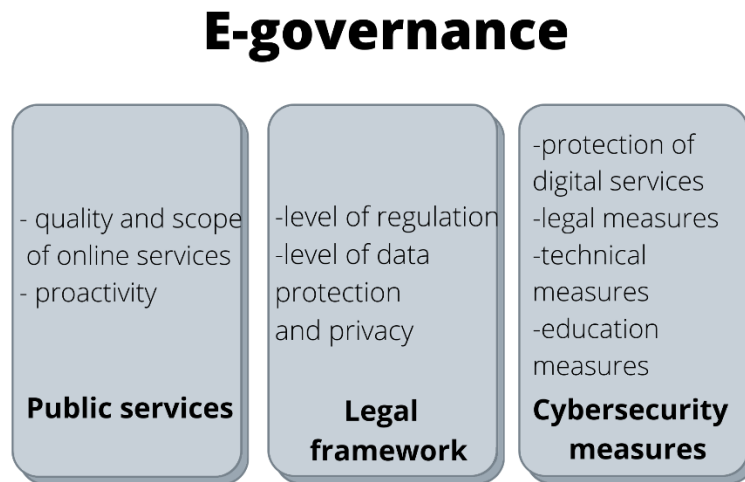 E-governance
- quality and scope
of online services
- proactivity
Public services
-level of regulation
-level of data
protection
and privacy
Legal
framework
-protection of
digital services
-legal measures
-technical
measures
-education
measures
Cybersecurity
measures